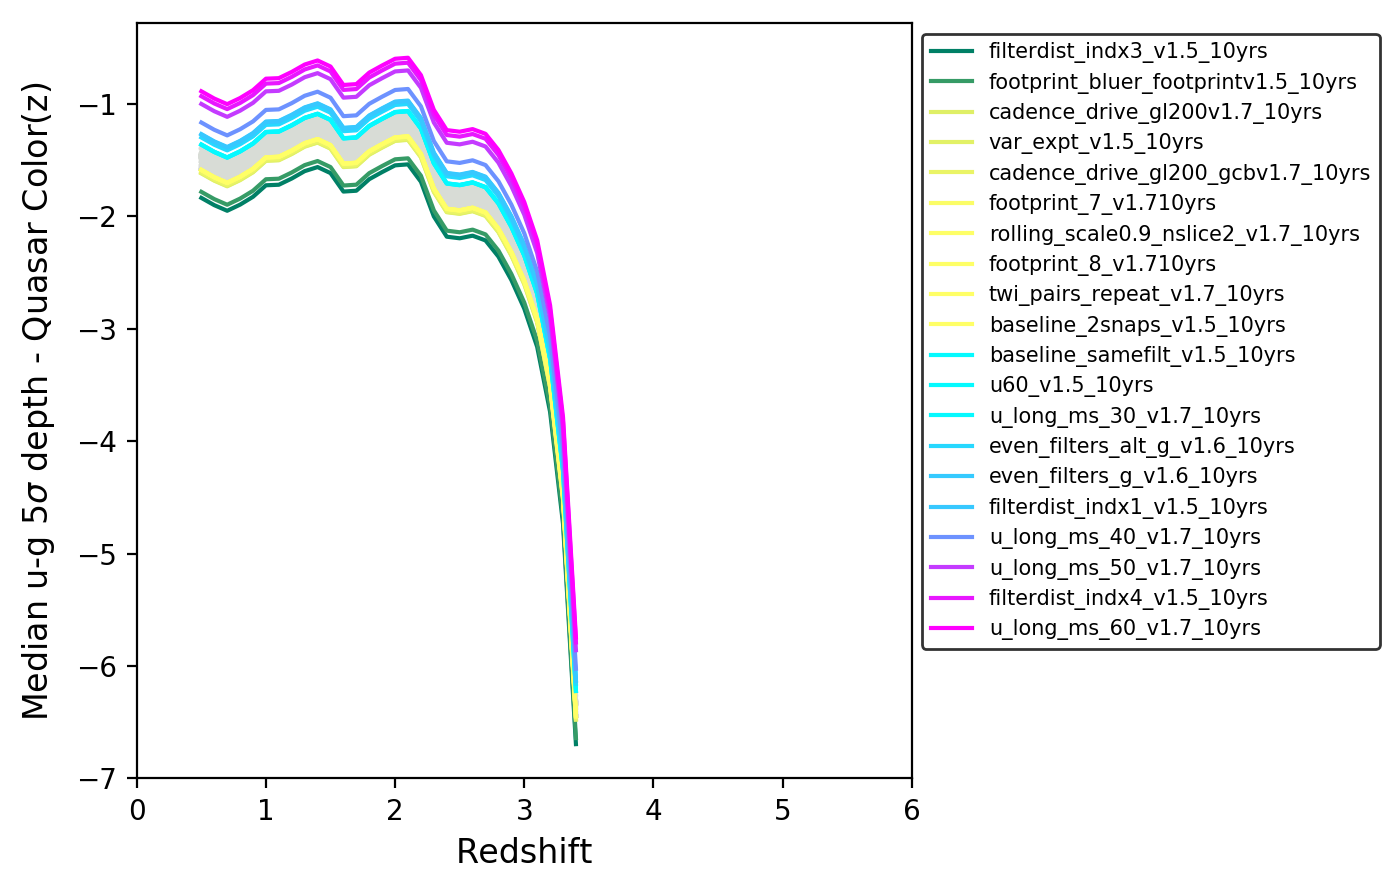 Median u-g 5σ depth - Quasar Color(z)
−1
−2
−3
−4
−5
−6
−7
0 1 2 3 4 5 6
Redshift
filterdist_indx3_v1.5_10yrs
footprint_bluer_footprintv1.5_10yrs
cadence_drive_gl200v1.7_10yrs
var_expt_v1.5_10yrs
cadence_drive_gl200_gcbv1.7_10yrs
footprint_7_v1.710yrs
rolling_scale0.9_nslice2_v1.7_10yrs
footprint_8_v1.710yrs
twi_pairs_repeat_v1.7_10yrs
baseline_2snaps_v1.5_10yrs
baseline_samefilt_v1.5_10yrs
u60_v1.5_10yrs
u_long_ms_30_v1.7_10yrs
even_filters_alt_g_v1.6_10yrs
even_filters_g_v1.6_10yrs
filterdist_indx1_v1.5_10yrs
u_long_ms_40_v1.7_10yrs
u_long_ms_50_v1.7_10yrs
filterdist_indx4_v1.5_10yrs
u_long_ms_60_v1.7_10yrs